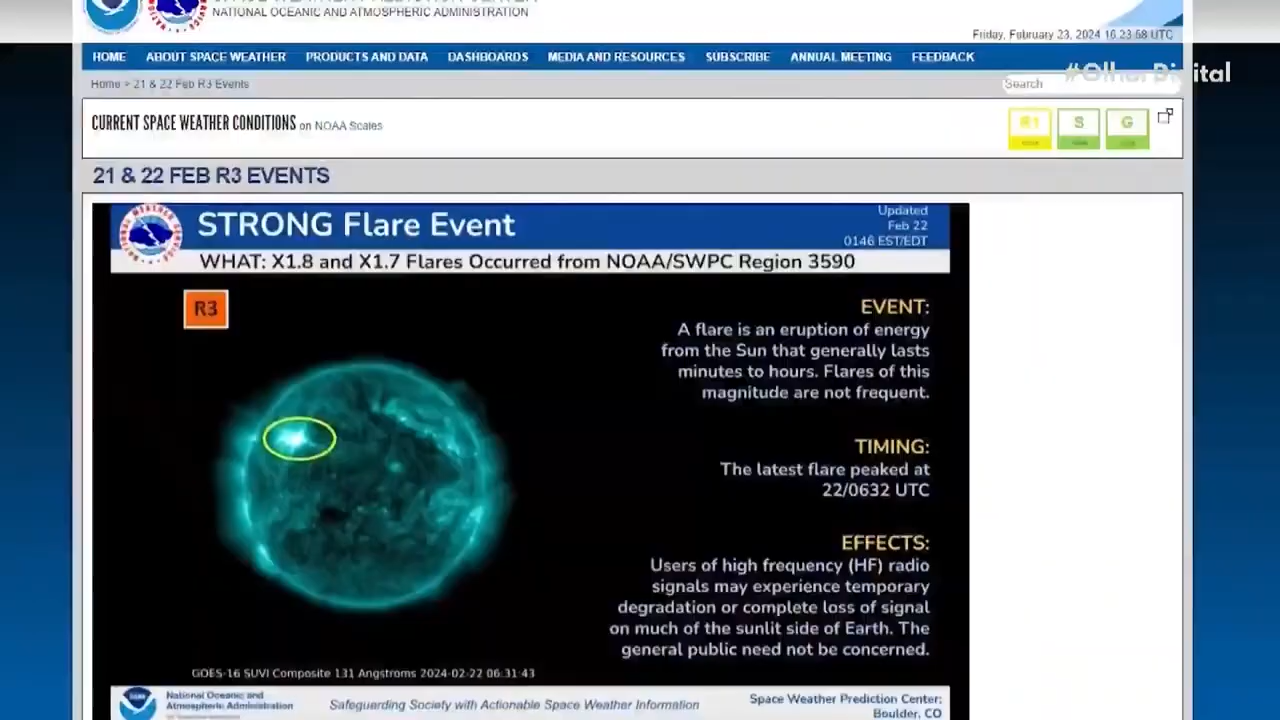 NATIONAL OCEANIC AND ATMOSPHERIC ADMINISTRATION
Friday, February 23, 2024 16:23:58 UTC
HOME ABOUT SPACE WEATHER PRODUCTS AND DATA DASHBOARDS MEDIA AND RESOURCES SUBSCRIBE ANNUAL MEETING FEEDBACK
#Olhar Digital
Home > 21 & 22 Feb R3 Events
Search
CURRENT SPACE WEATHER CONDITIONS on NOAA Scales
R1 S G
21 & 22 FEB R3 EVENTS
STRONG Flare Event
Updated
Feb 22
0146 EST/EDT
WHAT: X1.8 and X1.7 Flares Occurred from NOAA/SWPC Region 3590
R3
EVENT:
A flare is an eruption of energy
from the Sun that generally lasts
minutes to hours. Flares of this
magnitude are not frequent.
TIMING:
The latest flare peaked at
22/0632 UTC
EFFECTS:
Users of high frequency (HF) radio
signals may experience temporary
degradation or complete loss of signal
on much of the sunlit side of Earth. The
general public need not be concerned.
GOES-16 SUVI Composite 131 Angstroms 2024-02-22 06:31:43
National Oceanic and
Atmospheric Administration
Safeguarding Society with Actionable Space Weather Information
Space Weather Prediction Center:
Boulder, CO